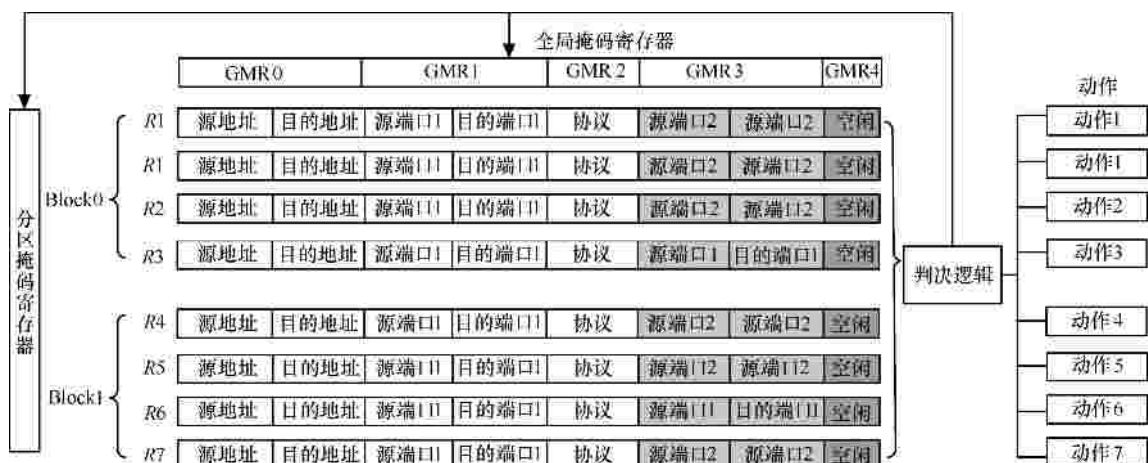 全局掩码寄存器
GMR 0 GMR1 GMR 2 GMR 3 GMR4
动作
R1 源地址 目的地址 源端口1 目的端口1 协议 源端口2 源端口2 空闲 动作1
R1 源地址 目的地址 源端口1 目的端口1 协议 源端口2 源端口2 空闲 动作1
Block0
R2 源地址 目的地址 源端口1 目的端口1 协议 源端口2 源端口2 空闲 动作2
R3 源地址 目的地址 源端口1 目的端口1 协议 源端口1 目的端口1 空闲 动作3
分区掩码寄存器
判决逻辑
R4 源地址 目的地址 源端口1 目的端口1 协议 源端口2 源端口2 空闲 动作4
R5 源地址 目的地址 源端口1 目的端口1 协议 源端口2 源端口2 空闲 动作5
Block1
R6 源地址 目的地址 源端口1 目的端口1 协议 源端口1 目的端口1 空闲 动作6
R7 源地址 目的地址 源端口1 目的端口1 协议 源端口2 源端口2 空闲 动作7